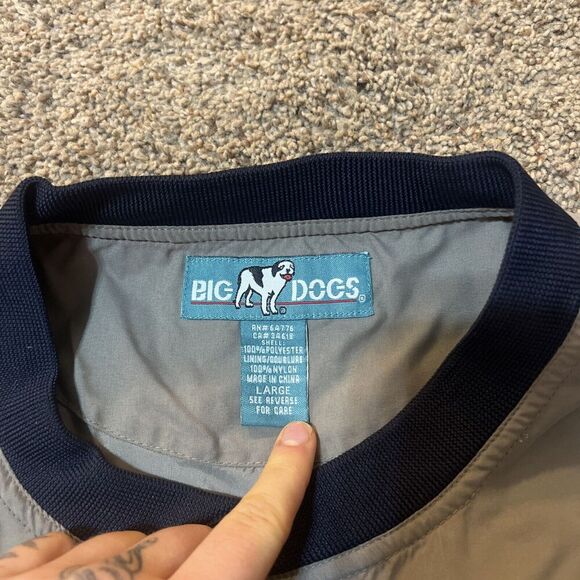 BIG DOGS®
RN# 64776
CA# 34618
SHELL:
100%POLYESTER
LINING/DOUBLURE
100%NYLON
MADE IN CHINA
LARGE
SEE REVERSE
FOR CARE